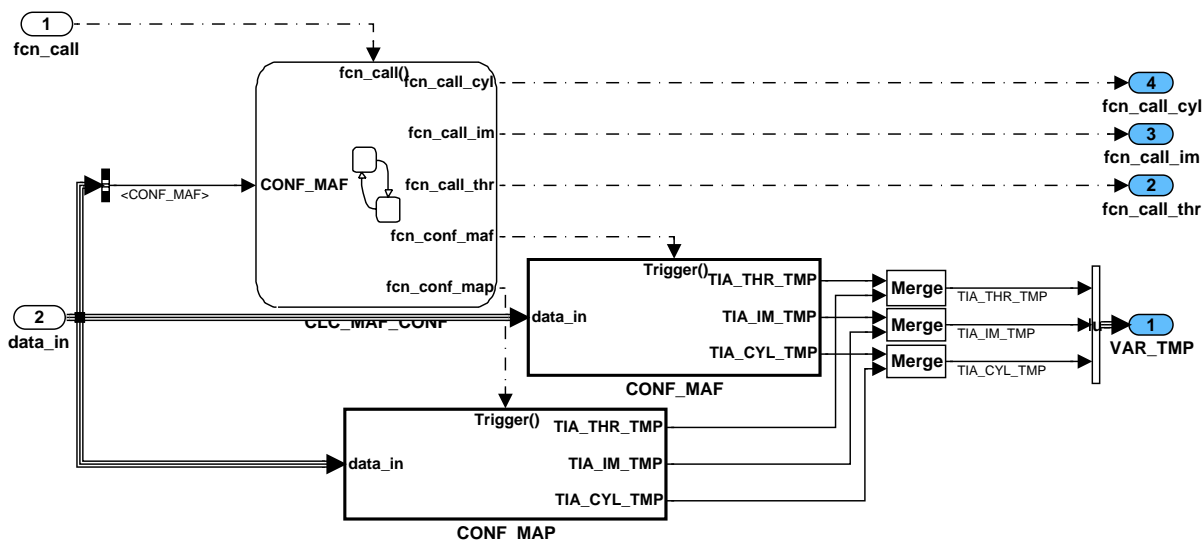 1
fcn_call
fcn_call()
fcn_call_cyl
4
fcn_call_cyl
fcn_call_im
3
fcn_call_im
CONF_MAF
<CONF_MAF>
fcn_call_thr
2
fcn_call_thr
fcn_conf_maf
fcn_conf_map
CLC_MAF_CONF
2
data_in
Trigger()
data_in
TIA_THR_TMP
TIA_IM_TMP
TIA_CYL_TMP
CONF_MAF
Merge
TIA_THR_TMP
Merge
TIA_IM_TMP
Merge
TIA_CYL_TMP
1
VAR_TMP
Trigger()
data_in
TIA_THR_TMP
TIA_IM_TMP
TIA_CYL_TMP
CONF_MAP